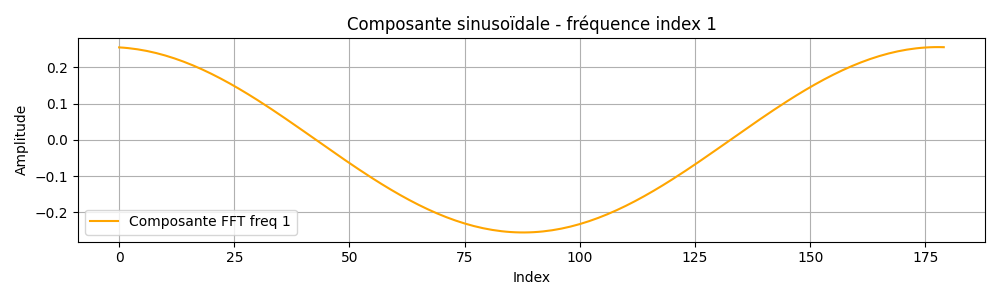 Composante sinusoïdale - fréquence index 1
Amplitude
0.2
0.1
0.0
−0.1
−0.2
Composante FFT freq 1
0 25 50 75 100 125 150 175
Index